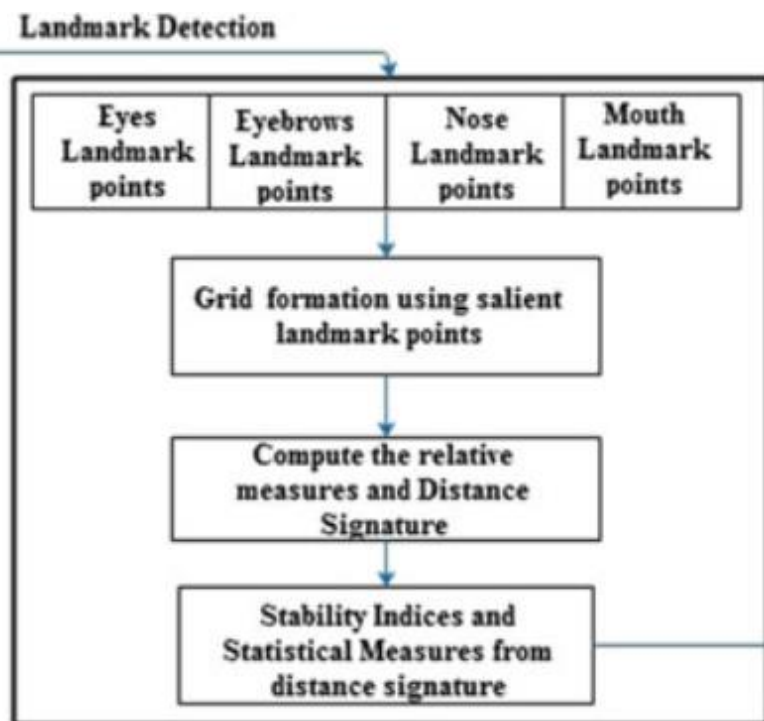 Landmark Detection
Eyes
Landmark
points
Eyebrows
Landmark
points
Nose
Landmark
points
Mouth
Landmark
points
Grid formation using salient
landmark points
Compute the relative
measures and Distance
Signature
Stability Indices and
Statistical Measures from
distance signature